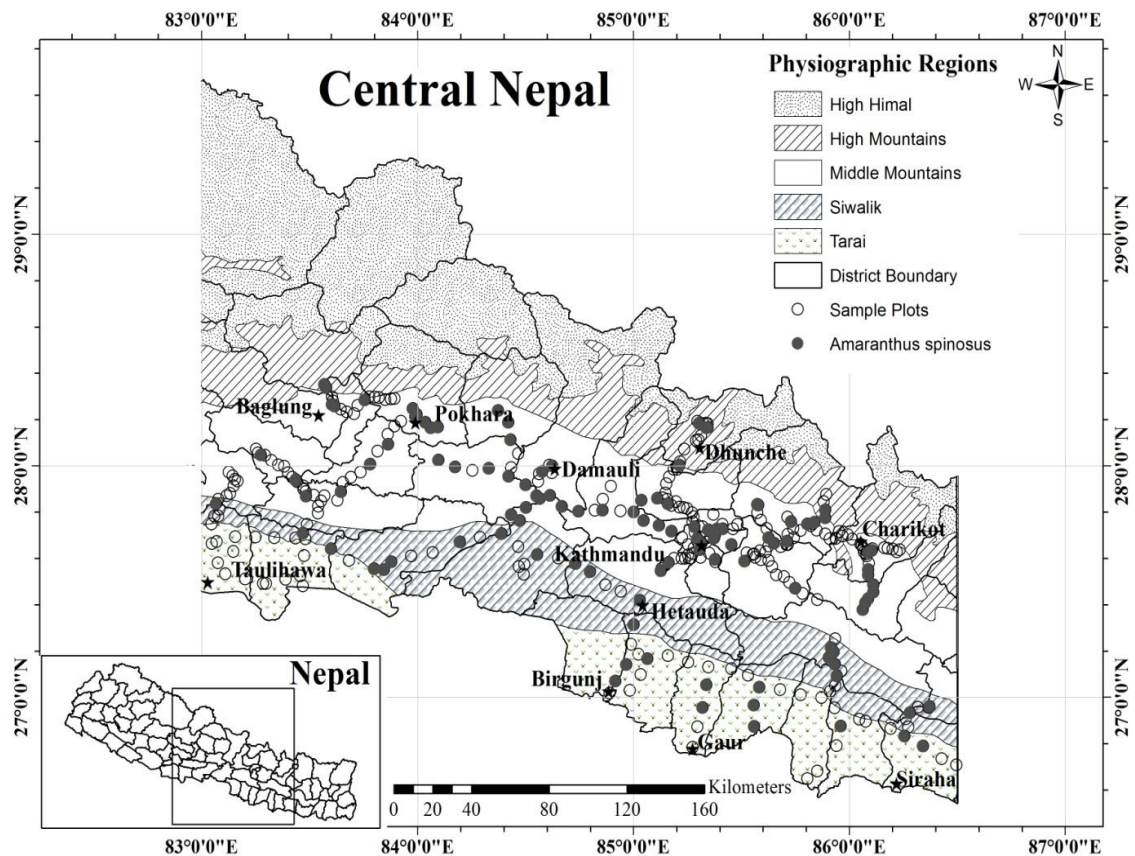 83°0'0"E 84°0'0"E 85°0'0"E 86°0'0"E 87°0'0"E
Central Nepal
Physiographic Regions
N
W E
S
High Himal
High Mountains
Middle Mountains
Siwalik
Tarai
District Boundary
Sample Plots
Amaranthus spinosus
29°0'0"N 29°0'0"N
28°0'0"N 28°0'0"N
27°0'0"N 27°0'0"N
Baglung
Pokhara
Dhunche
Damauli
Charikot
Kathmandu
Taulihawa
Hetauda
Birgunj
Gaur
Siraha
Nepal
Kilometers
0 10 20 40 80 120 160
83°0'0"E 84°0'0"E 85°0'0"E 86°0'0"E 87°0'0"E